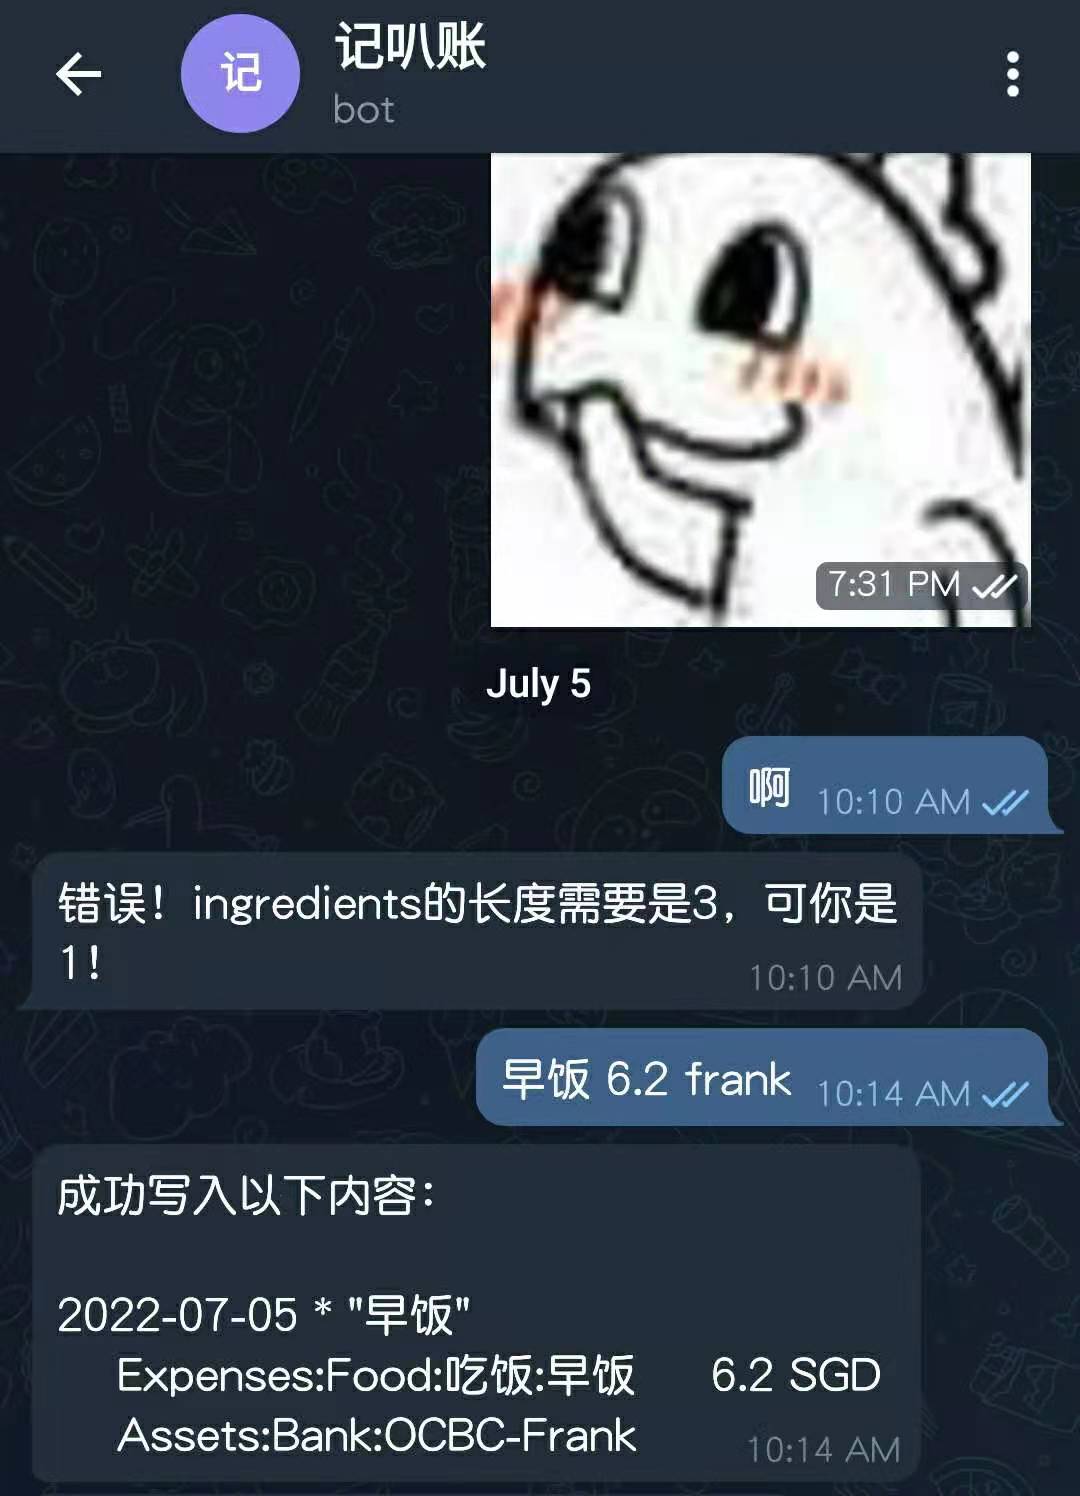 记
记叭账
bot
7:31 PM
July 5
啊 10:10 AM
错误！ingredients的长度需要是3，可你是
1！
10:10 AM
早饭 6.2 frank 10:14 AM
成功写入以下内容：
2022-07-05 * "早饭"
Expenses:Food:吃饭:早饭 6.2 SGD
Assets:Bank:OCBC-Frank
10:14 AM